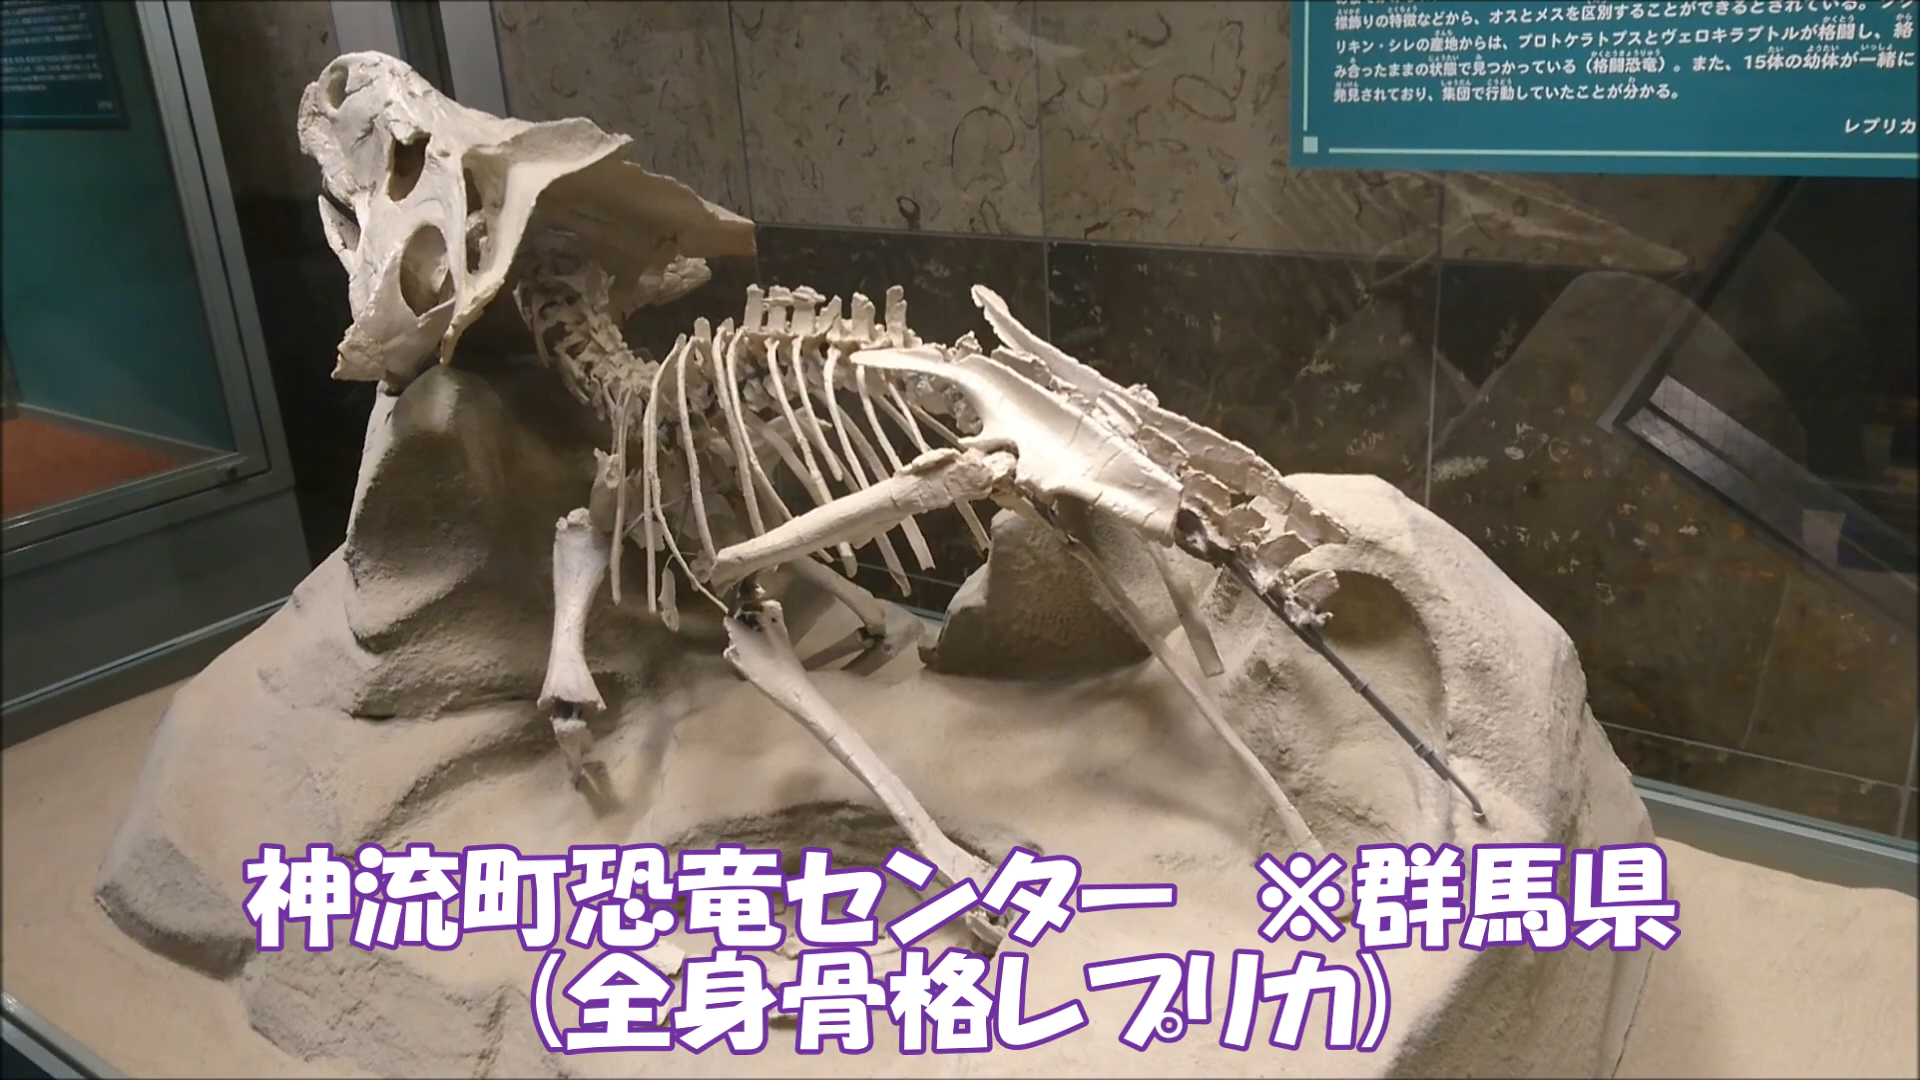 襟飾りの特徴などから、オスとメスを区別することができるとされている。
リキン・シレの産地からは、プロトケラトプスとヴェロキラプトルが格闘し、絡
み合ったままの状態で見つかっている（格闘恐竜）。また、15体の幼体が一緒に
発見されており、集団で行動していたことが分かる。
レプリカ
神流町恐竜センター ※群馬県
(全身骨格レプリカ)